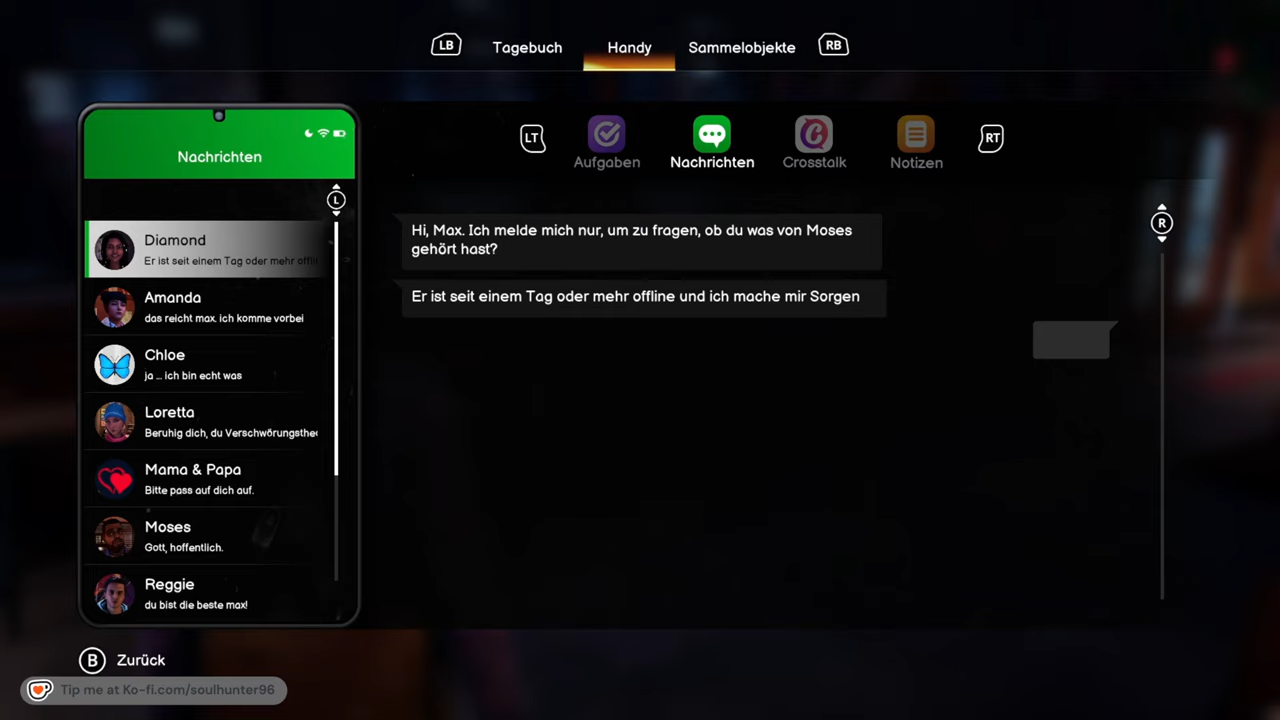 LB Tagebuch Handy Sammelobjekte RB
Nachrichten
LT Aufgaben Nachrichten Crosstalk Notizen RT
L
Diamond
Er ist seit einem Tag oder mehr offli
Amanda
das reicht max. ich komme vorbei
Chloe
ja ... ich bin echt was
Loretta
Beruhig dich, du Verschwörungsthe
Mama & Papa
Bitte pass auf dich auf.
Moses
Gott, hoffentlich.
Reggie
du bist die beste max!
Hi, Max. Ich melde mich nur, um zu fragen, ob du was von Moses
gehört hast?
Er ist seit einem Tag oder mehr offline und ich mache mir Sorgen
R
B Zurück
Tip me at Ko-fi.com/soulhunter96